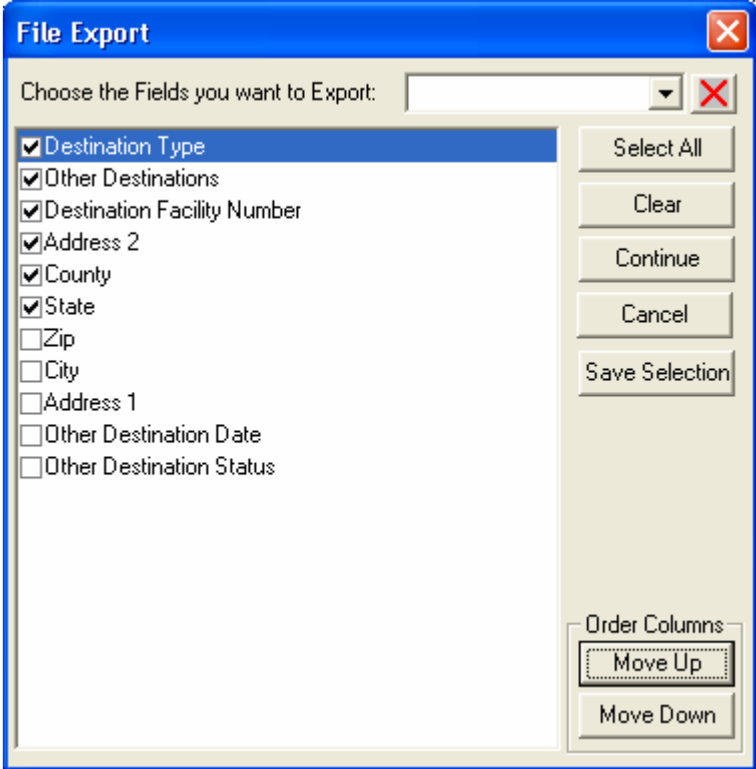 File Export
Choose the Fields you want to Export:
Destination Type
Other Destinations
Destination Facility Number
Address 2
County
State
Zip
City
Address 1
Other Destination Date
Other Destination Status
Select All
Clear
Continue
Cancel
Save Selection
Order Columns
Move Up
Move Down